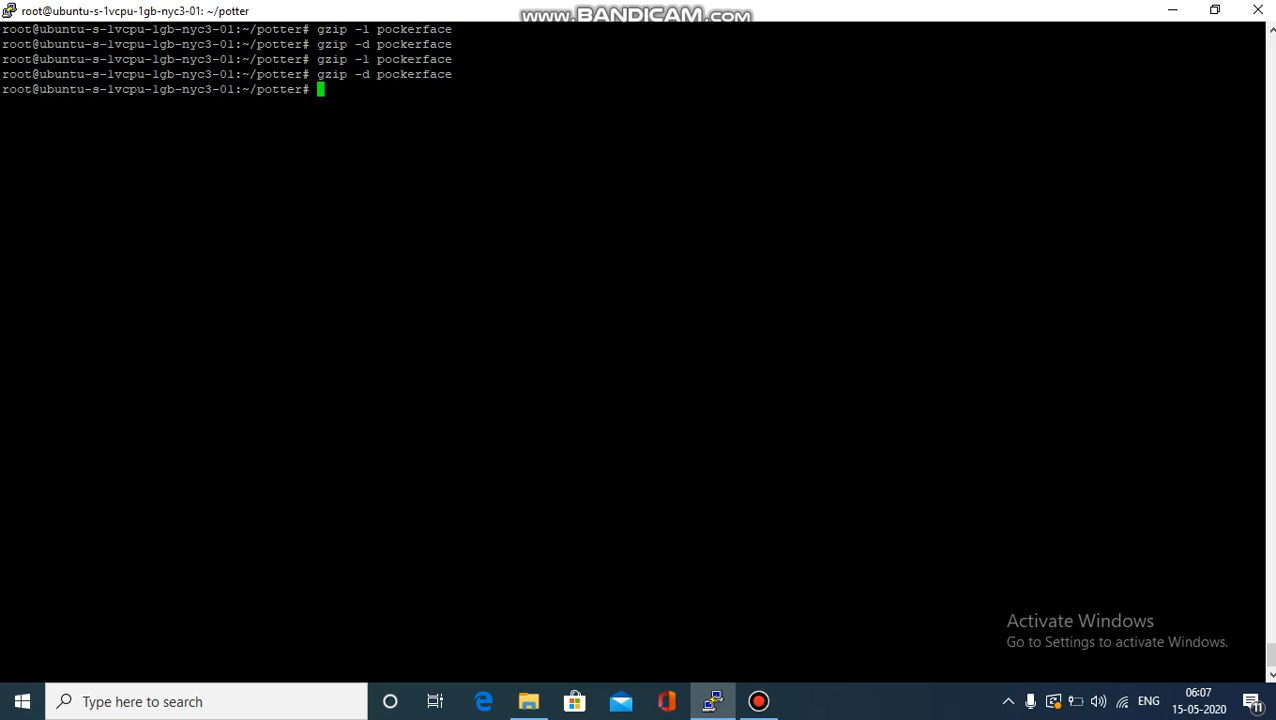 root@ubuntu-s-1vcpu-1gb-nyc3-01: ~/potter
www.BANDICAM.com
root@ubuntu-s-1vcpu-1gb-nyc3-01:~/potter# gzip -l pockerface
root@ubuntu-s-1vcpu-1gb-nyc3-01:~/potter# gzip -d pockerface
root@ubuntu-s-1vcpu-1gb-nyc3-01:~/potter# gzip -l pockerface
root@ubuntu-s-1vcpu-1gb-nyc3-01:~/potter# gzip -d pockerface
root@ubuntu-s-1vcpu-1gb-nyc3-01:~/potter#
Activate Windows
Go to Settings to activate Windows.
Type here to search
ENG
06:07
15-05-2020
11